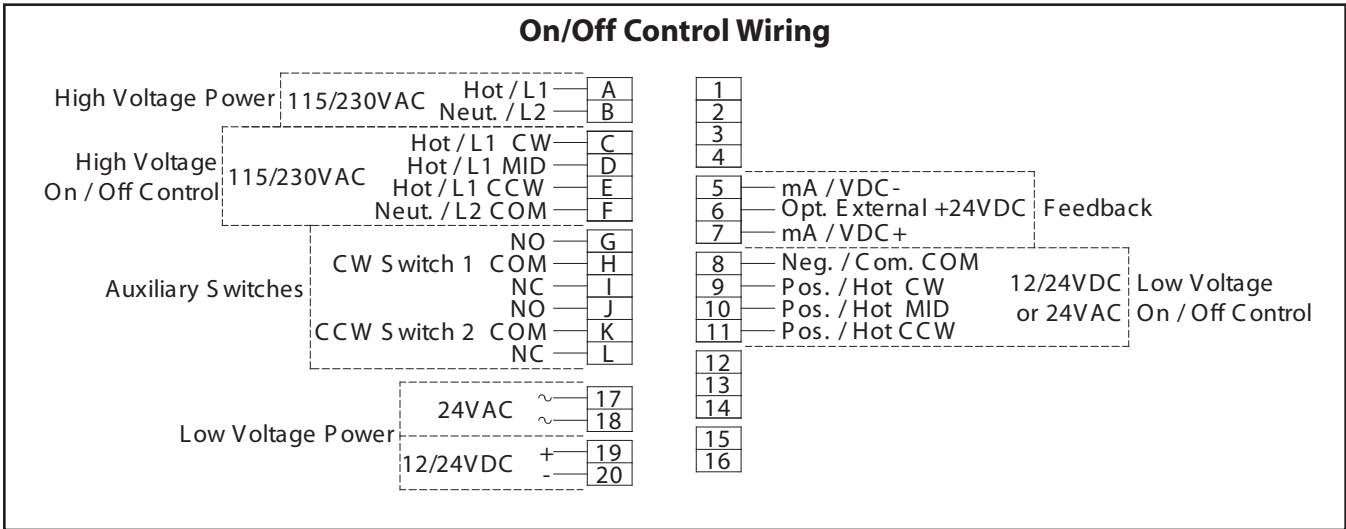 On/Off Control Wiring
High Voltage Power 115/230VAC Hot / L1 A
Neut. / L2 B
High Voltage On / Off Control 115/230VAC Hot / L1 CW C
Hot / L1 MID D
Hot / L1 CCW E
Neut. / L2 COM F
Auxiliary Switches
NO G
CW Switch 1 COM H
NC I
NO J
CCW Switch 2 COM K
NC L
Low Voltage Power
24VAC ~ 17
~ 18
12/24VDC + 19
- 20
1
2
3
4
5 mA / VDC-
6 Opt. External +24VDC Feedback
7 mA / VDC+
8 Neg. / Com. COM
9 Pos. / Hot CW 12/24VDC Low Voltage
10 Pos. / Hot MID or 24VAC On / Off Control
11 Pos. / Hot CCW
12
13
14
15
16